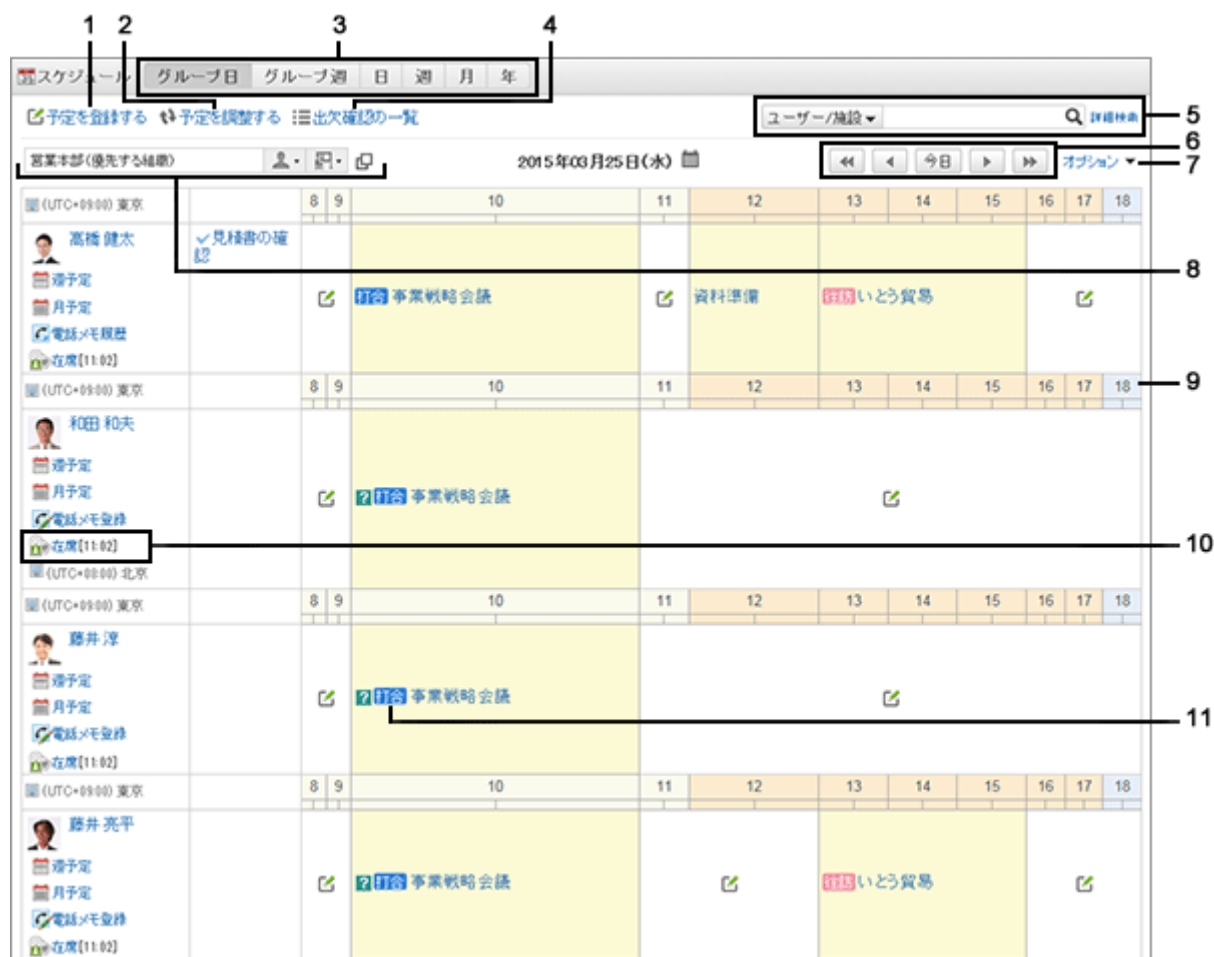 1 2 3 4
スケジュール グループ日 グループ週 日 週 月 年
予定を登録する 予定を調整する 出欠確認の一覧
ユーザー/施設 詳細検索 5
6
営業本部(優先する組織) 2015年03月25日(水) 今日 オプション 7
(UTC+09:00) 東京 8 9 10 11 12 13 14 15 16 17 18
高橋 健太 ✓見積書の確認
8
週予定
打合 事業戦略会議 資料準備 往訪 いとう貿易
月予定
電話メモ履歴
在席[11:02]
(UTC+09:00) 東京 8 9 10 11 12 13 14 15 16 17 18 9
和田 和夫
週予定
月予定
? 打合 事業戦略会議
電話メモ登録
在席[11:02] 10
(UTC+08:00) 北京
(UTC+09:00) 東京 8 9 10 11 12 13 14 15 16 17 18
藤井 淳
週予定
月予定
? 打合 事業戦略会議
11
電話メモ登録
在席[11:02]
(UTC+09:00) 東京 8 9 10 11 12 13 14 15 16 17 18
藤井 亮平
週予定
? 打合 事業戦略会議 往訪 いとう貿易
月予定
電話メモ登録
在席[11:02]